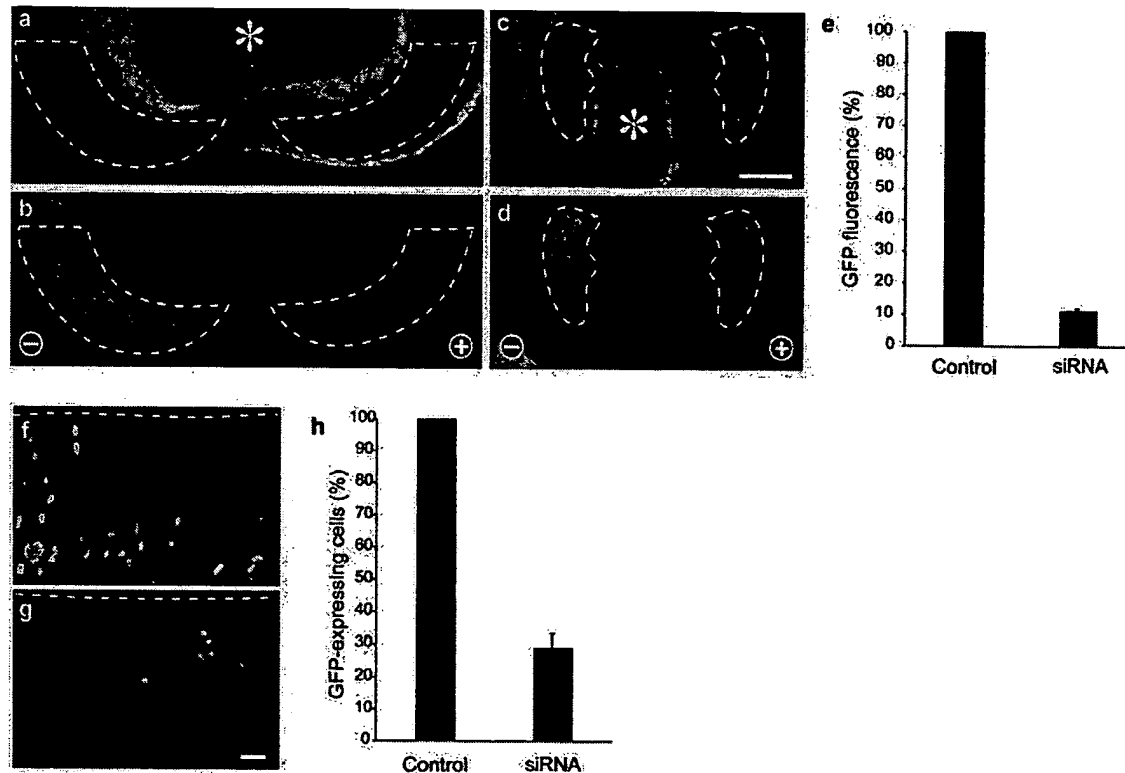 a
*
c
*
b
−
+
d
−
+
e
GFP fluorescence (%)
100
90
80
70
60
50
40
30
20
10
0
Control siRNA
f
g
h
GFP-expressing cells (%)
100
90
80
70
60
50
40
30
20
10
0
Control siRNA